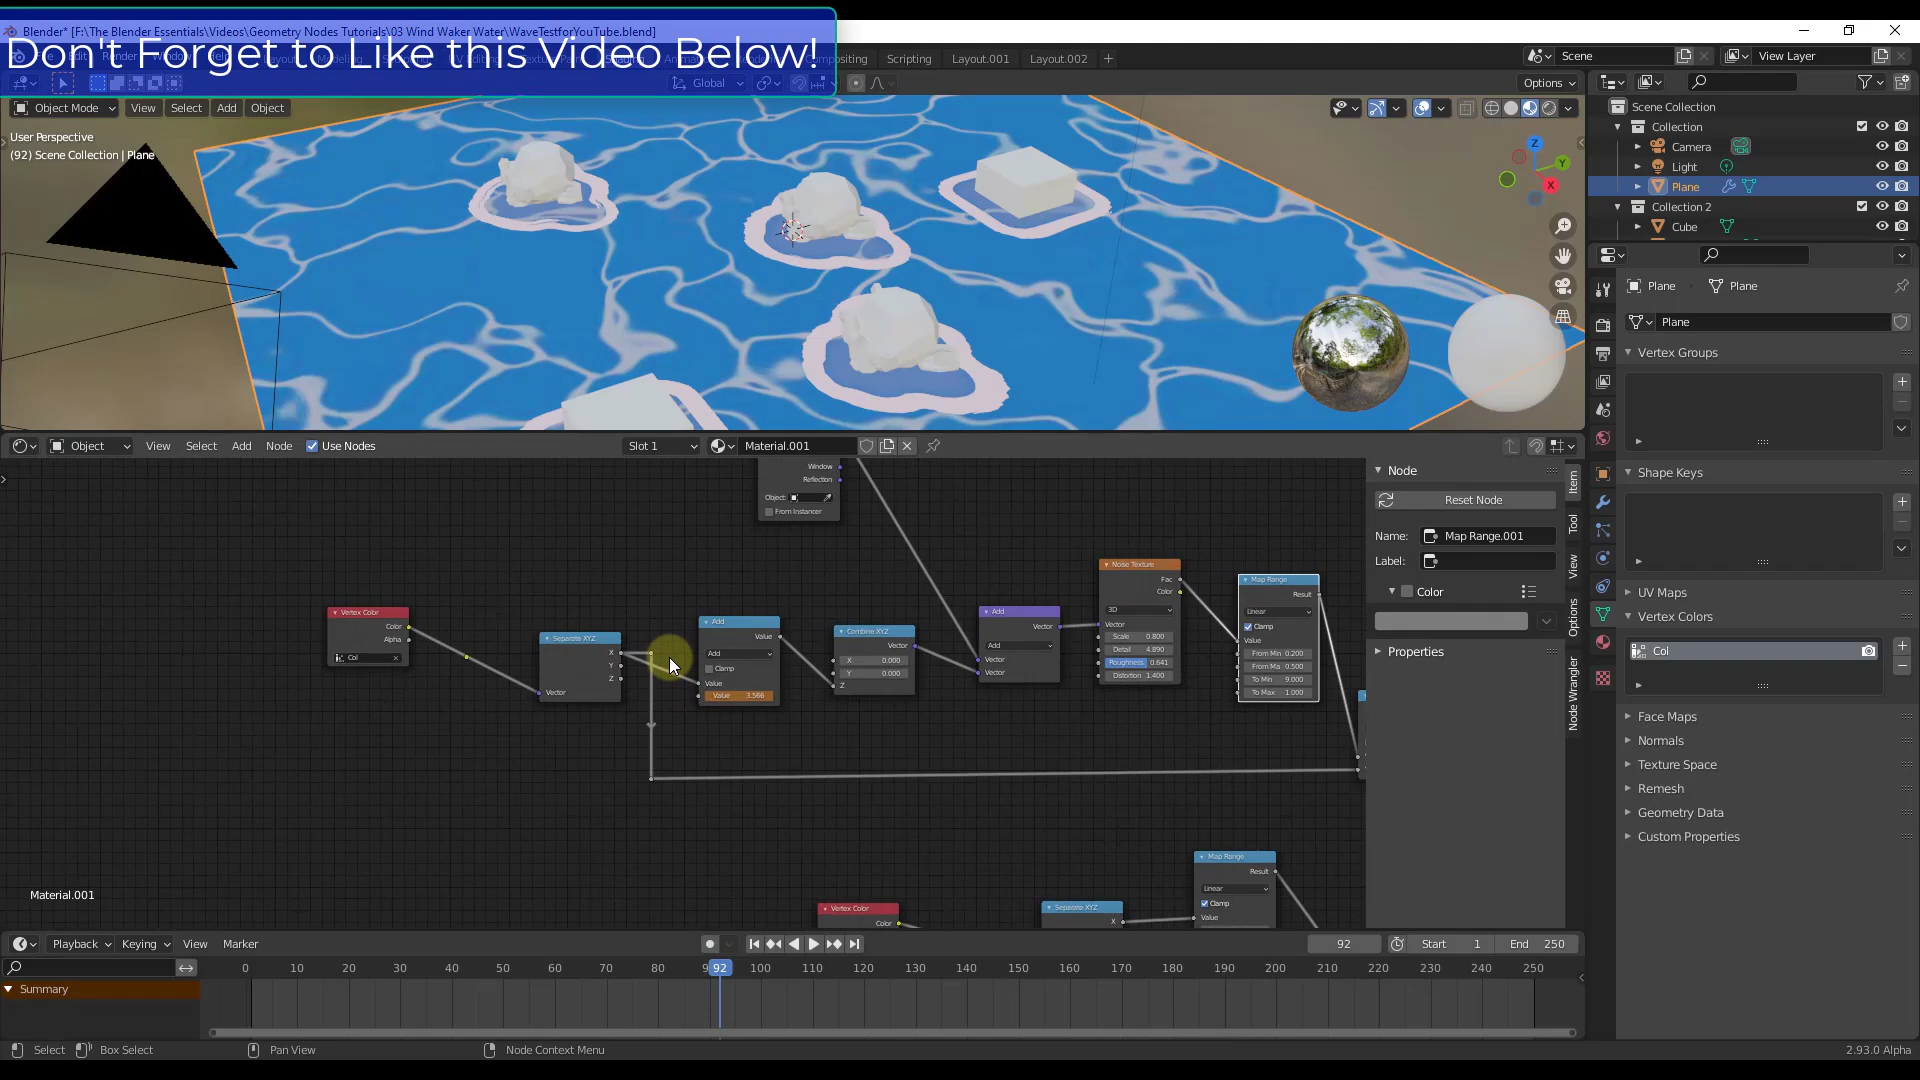 Blender* [F:\The Blender Essentials\Videos\Geometry Nodes Tutorials\03 Wind Waker Water\WaveTestforYouTube.blend]
Don't Forget to Like this Video Below!
Scripting Layout.001 Layout.002 +
Scene
View Layer
Global
Options
Object Mode View Select Add Object
User Perspective
(92) Scene Collection | Plane
Z
Y
X
Scene Collection
Collection
Camera
Light
Plane
Collection 2
Cube
Plane Plane
Plane
Vertex Groups
Shape Keys
UV Maps
Vertex Colors
Col
Face Maps
Normals
Texture Space
Remesh
Geometry Data
Custom Properties
Object View Select Add Node Use Nodes
Slot 1
Material.001
Window
Reflection
Object:
From Instancer
Vertex Color
Color
Alpha
Col
Separate XYZ
X
Y
Z
Vector
Add
Value
Add
Clamp
Value
Value 3.566
Combine XYZ
Vector
X 0.000
Y 0.000
Z
Add
Vector
Add
Vector
Vector
Noise Texture
Fac
Color
3D
Vector
Scale 0.800
Detail 4.890
Roughness 0.641
Distortion 1.400
Map Range
Result
Linear
Clamp
Value
From Min 0.200
From Ma 0.500
To Min 9.000
To Max 1.000
Map Range
Result
Linear
Clamp
Value
Separate XYZ
X
Vertex Color
Color
Node
Reset Node
Name: Map Range.001
Label:
Color
Properties
Item
Tool
View
Options
Node Wrangler
Material.001
Playback Keying View Marker
92
Start 1
End 250
0 10 20 30 40 50 60 70 80 9 92 100 110 120 130 140 150 160 170 180 190 200 210 220 230 240 250
Summary
Select Box Select Pan View Node Context Menu
2.93.0 Alpha